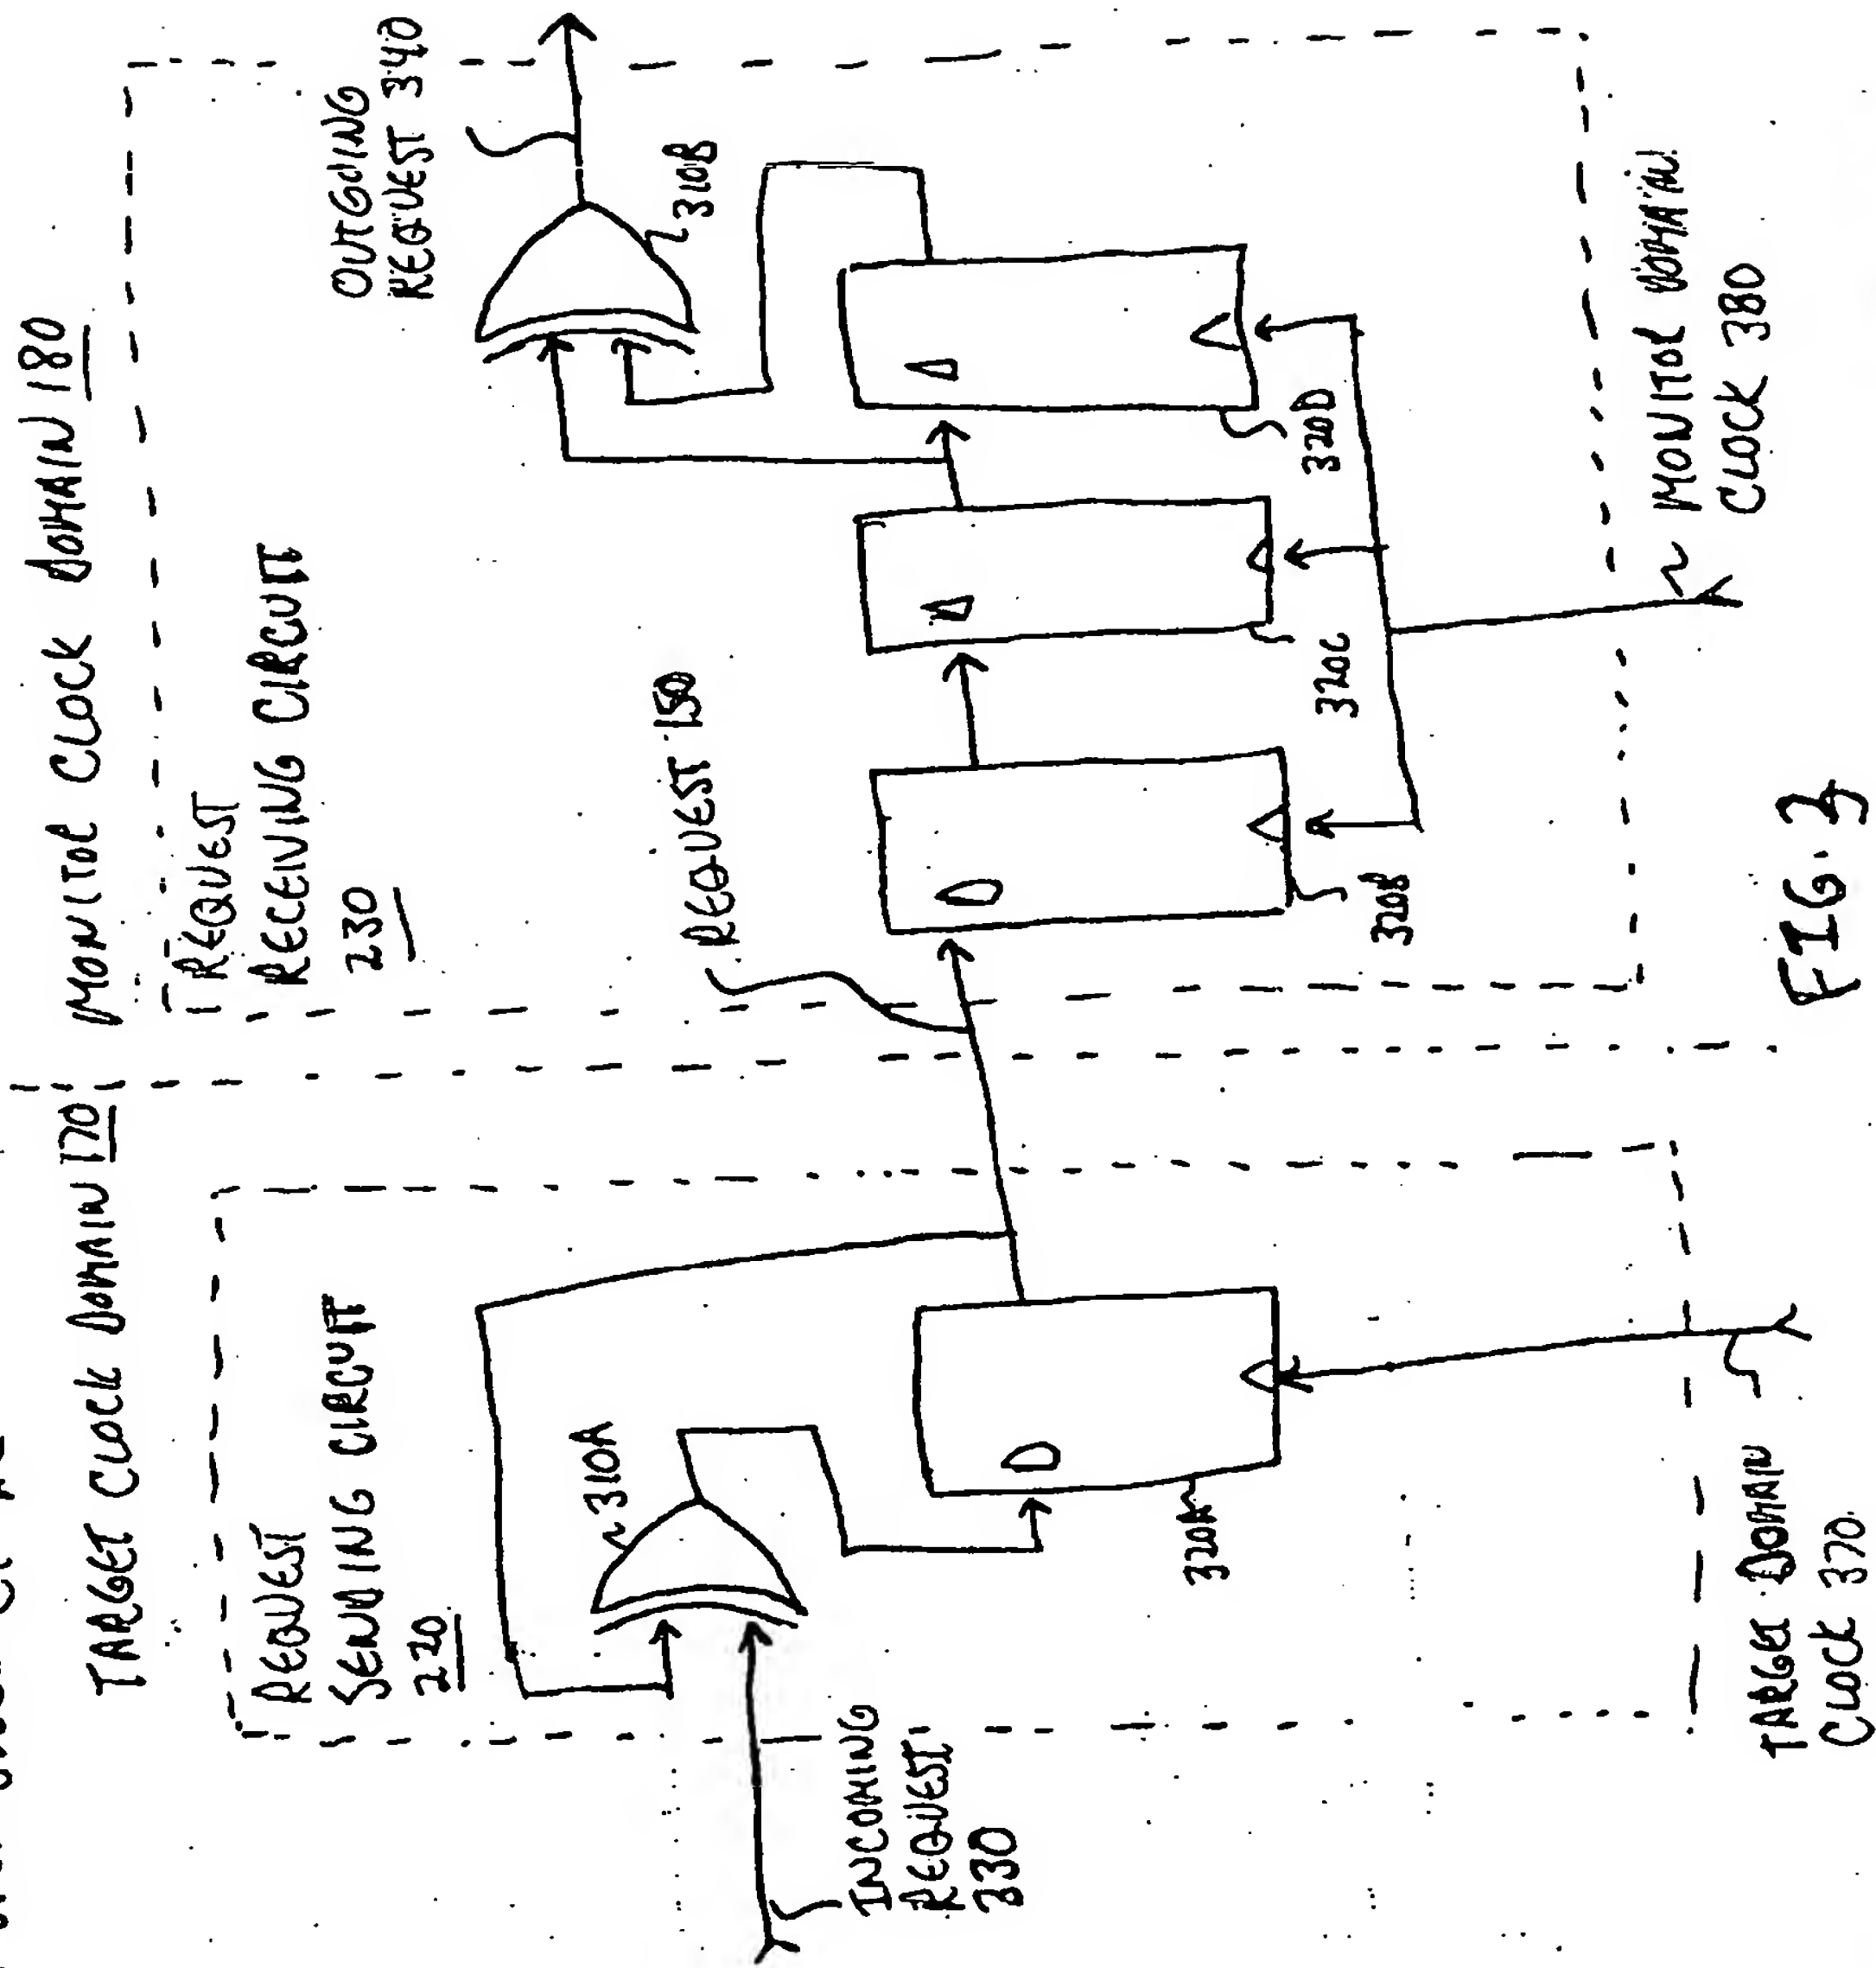 TARGET CLOCK DOMAIN 170
MONITOR CLOCK DOMAIN 180
REQUEST
SENDING CIRCUIT
220
REQUEST
RECEIVING CIRCUIT
230
OUTGOING
REQUEST 340
310A
310B
REQUEST 150
INCOMING
REQUEST
330
D
D
D
D
320A
320B
320C
320D
TARGET DOMAIN
CLOCK 370
MONITOR DOMAIN
CLOCK 380
FIG. 3